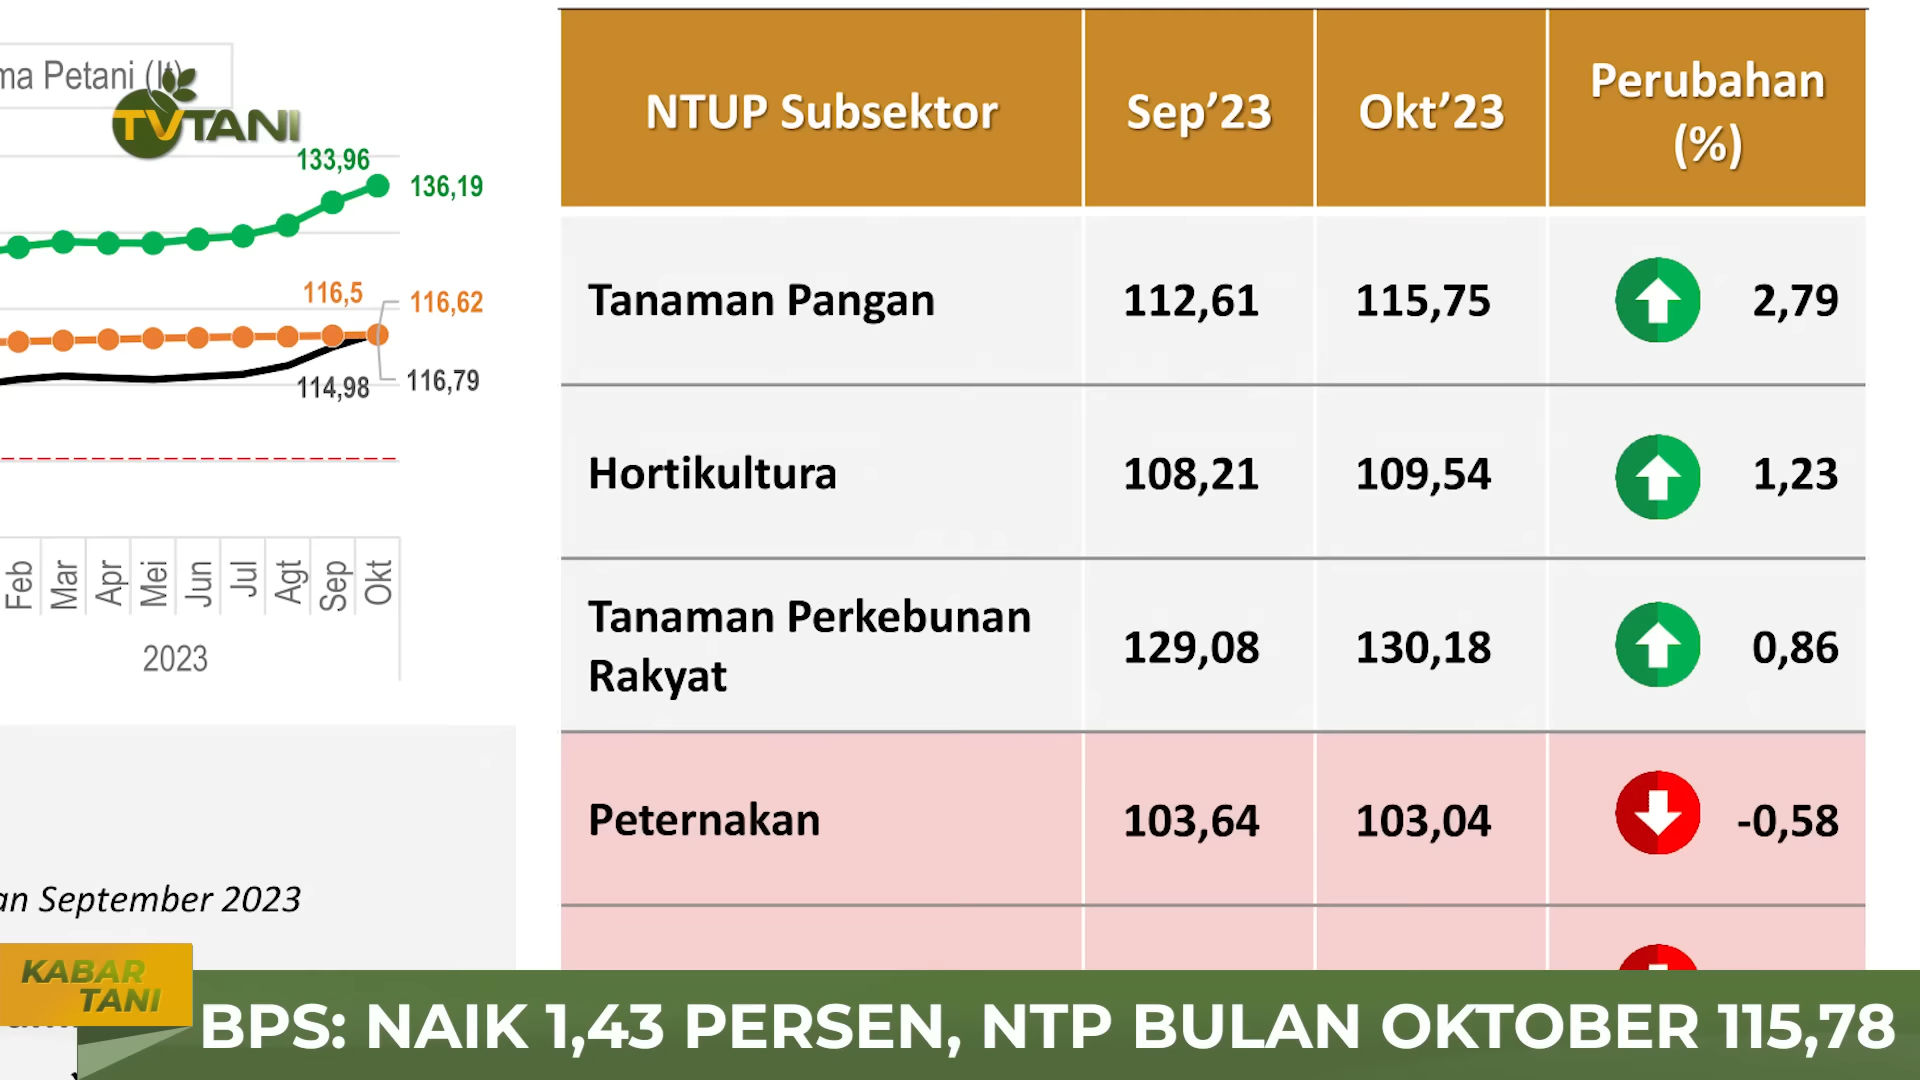 ma Petani (It)
TVTANI
133,96
136,19
116,5
116,62
114,98
116,79
Feb Mar Apr Mei Jun Jul Agt Sep Okt
2023
an September 2023
NTUP Subsektor Sep’23 Okt’23 Perubahan (%)
Tanaman Pangan 112,61 115,75 2,79
Hortikultura 108,21 109,54 1,23
Tanaman Perkebunan
Rakyat 129,08 130,18 0,86
Peternakan 103,64 103,04 -0,58
KABAR
TANI
BPS: NAIK 1,43 PERSEN, NTP BULAN OKTOBER 115,78